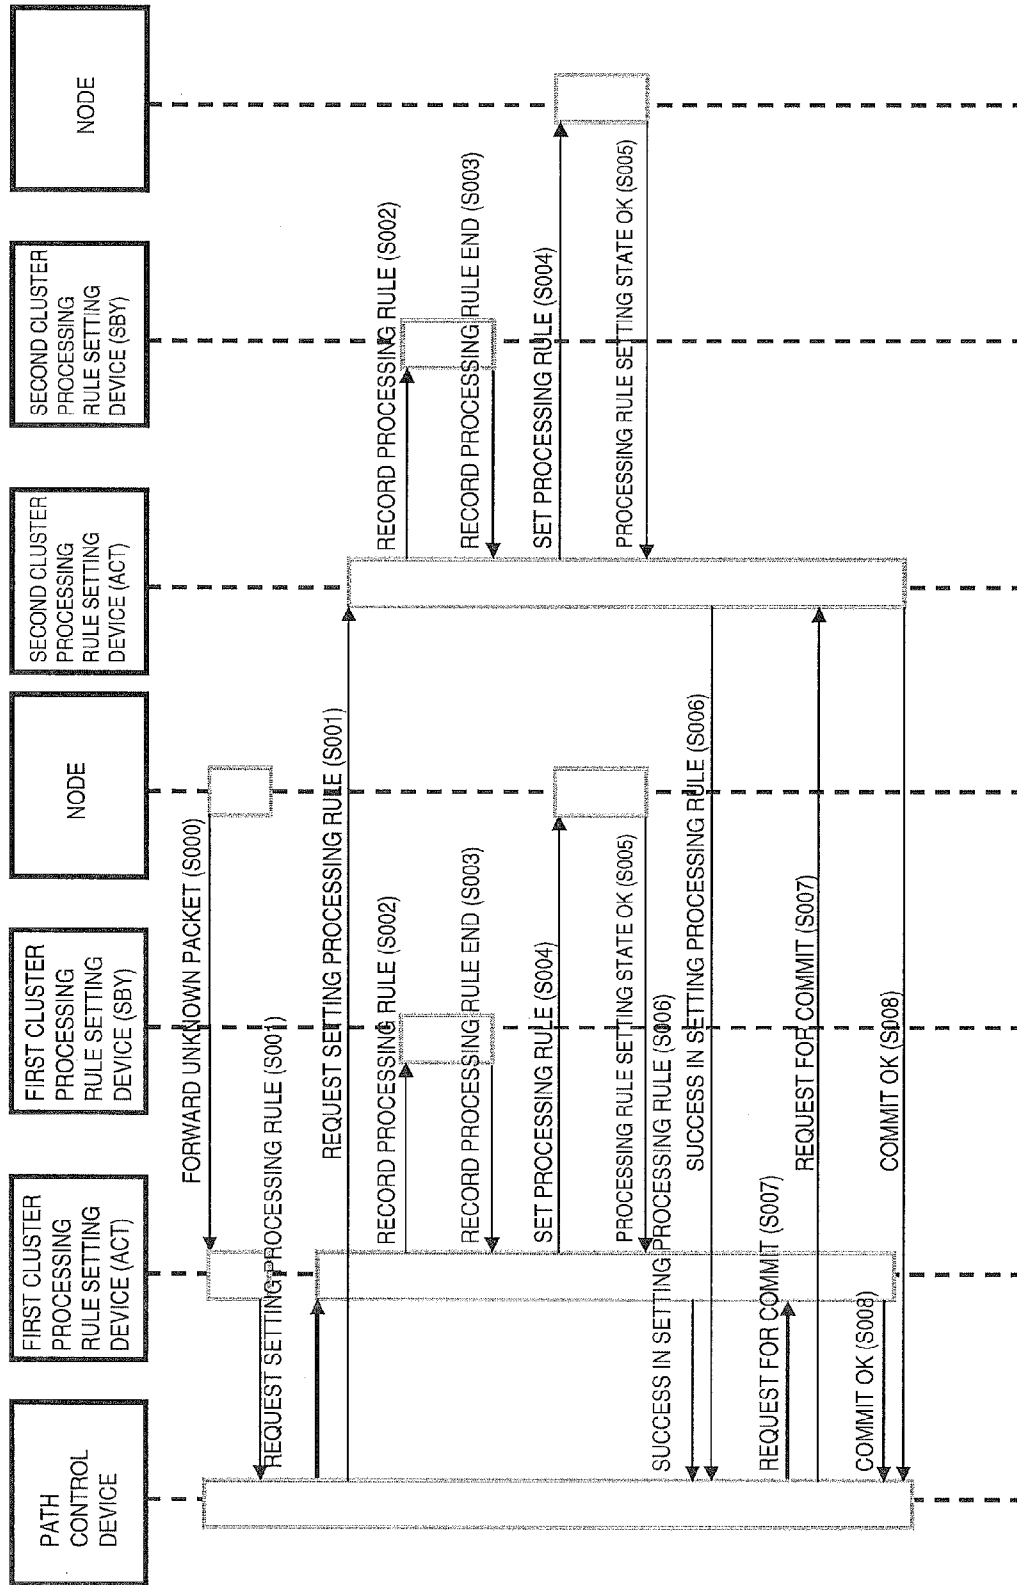 PATH
CONTROL
DEVICE
FIRST CLUSTER
PROCESSING
RULE SETTING
DEVICE (ACT)
FIRST CLUSTER
PROCESSING
RULE SETTING
DEVICE (SBY)
NODE
SECOND CLUSTER
PROCESSING
RULE SETTING
DEVICE (ACT)
SECOND CLUSTER
PROCESSING
RULE SETTING
DEVICE (SBY)
NODE
FORWARD UNKNOWN PACKET (S000)
REQUEST SETTING PROCESSING RULE (S001)
REQUEST SETTING PROCESSING RULE (S001)
RECORD PROCESSING RULE (S002)
RECORD PROCESSING RULE (S002)
RECORD PROCESSING RULE END (S003)
RECORD PROCESSING RULE END (S003)
SET PROCESSING RULE (S004)
SET PROCESSING RULE (S004)
PROCESSING RULE SETTING STATE OK (S005)
PROCESSING RULE SETTING STATE OK (S005)
SUCCESS IN SETTING PROCESSING RULE (S006)
SUCCESS IN SETTING PROCESSING RULE (S006)
REQUEST FOR COMMIT (S007)
REQUEST FOR COMMIT (S007)
COMMIT OK (S008)
COMMIT OK (S008)